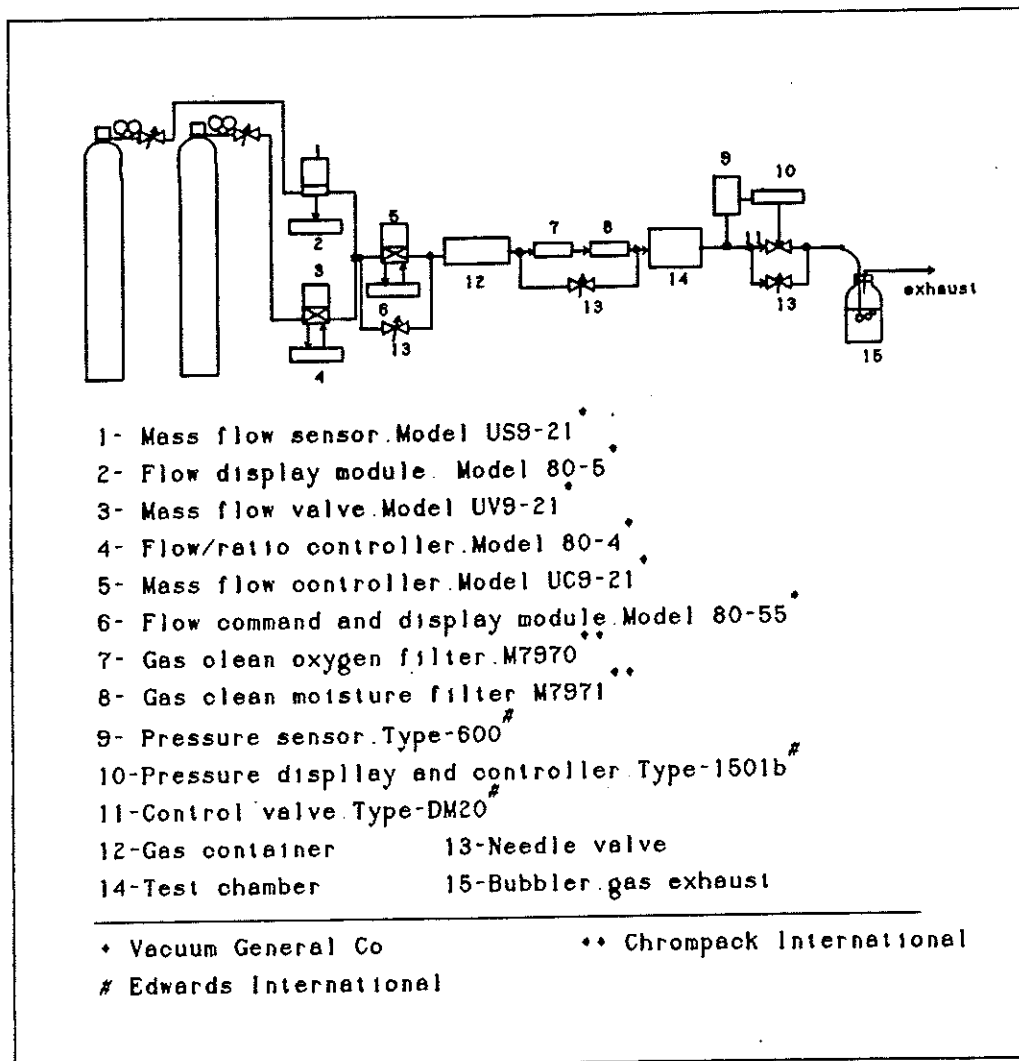 1
2
3
4
5
6
13
12
7
8
13
14
9
10
11
13
exhaust
15
1- Mass flow sensor.Model US9-21*
2- Flow display module. Model 80-5*
3- Mass flow valve.Model UV9-21*
4- Flow/ratio controller.Model 80-4*
5- Mass flow controller.Model UC9-21*
6- Flow command and display module.Model 80-55*
7- Gas clean oxygen filter.M7970**
8- Gas clean moisture filter M7971**
9- Pressure sensor.Type-600#
10-Pressure displlay and controller.Type-1501b#
11-Control valve.Type-DM20#
12-Gas container 13-Needle valve
14-Test chamber 15-Bubbler.gas exhaust
* Vacuum General Co ** Chrompack International
# Edwards International